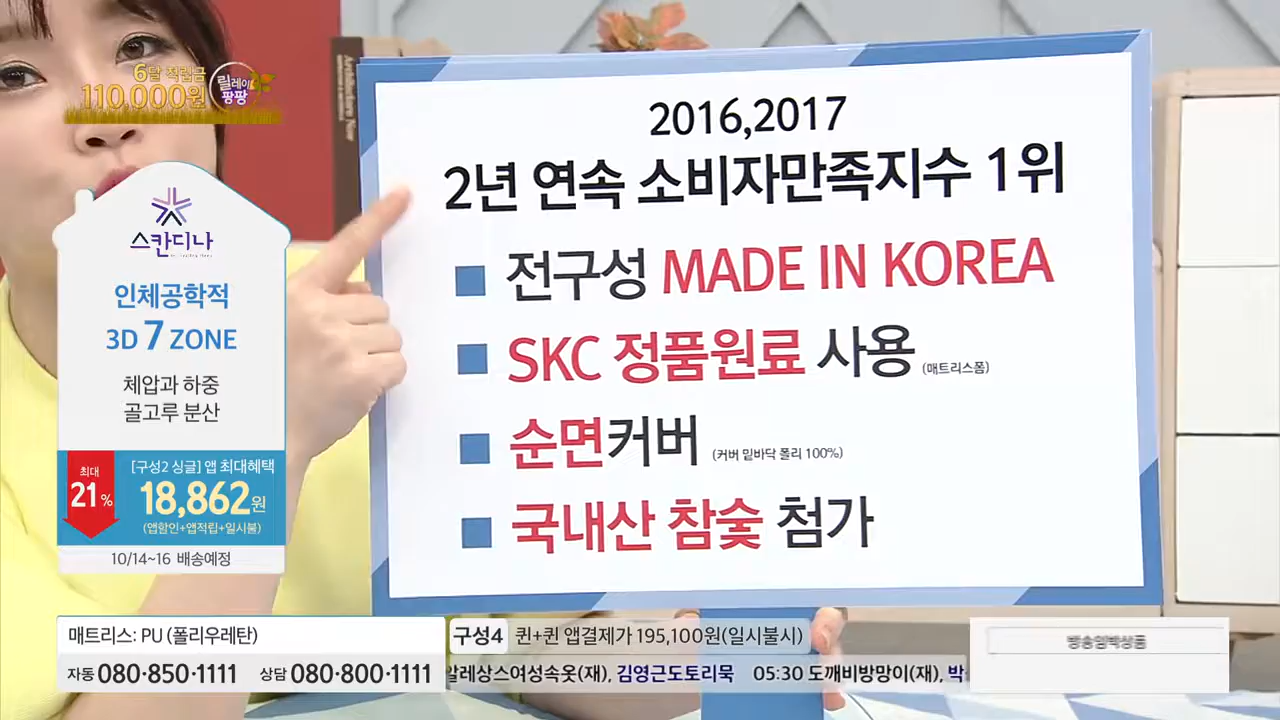 6달 적립금
110,000원
릴레이
팡팡
스칸디나
인체공학적
3D 7 ZONE
체압과 하중
골고루 분산
최대
21%
[구성2 싱글] 앱 최대혜택
18,862원
(앱할인+앱적립+일시불)
10/14~16 배송예정
2016,2017
2년 연속 소비자만족지수 1위
전구성 MADE IN KOREA
SKC 정품원료 사용 (매트리스폼)
순면커버 (커버 밑바닥 폴리 100%)
국내산 참숯 첨가
매트리스: PU (폴리우레탄)
자동 080·850·1111 상담 080·800·1111
구성4 퀸+퀸 앱결제가 195,100원(일시불시)
알레상스여성속옷(재), 김영근도토리묵 05:30 도깨비방망이(재), 박
방송임박상품